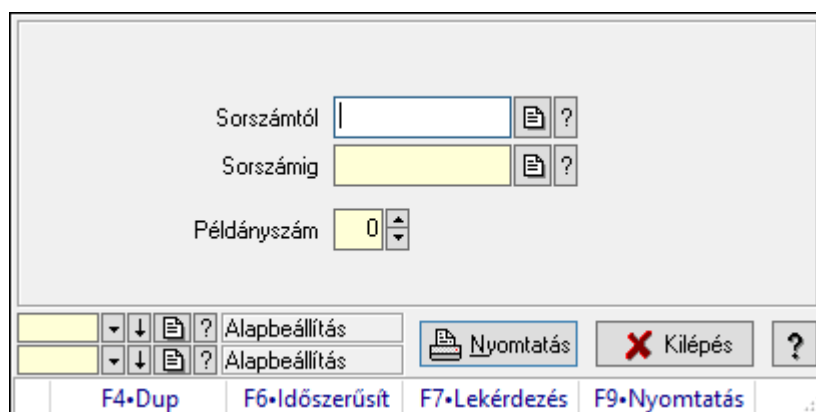 Sorszámtól ?
Sorszámig ?
Példányszám 0
? Alapbeállítás
? Alapbeállítás
Nyomtatás Kilépés ?
F4•Dup F6•Időszerűsít F7•Lekérdezés F9•Nyomtatás